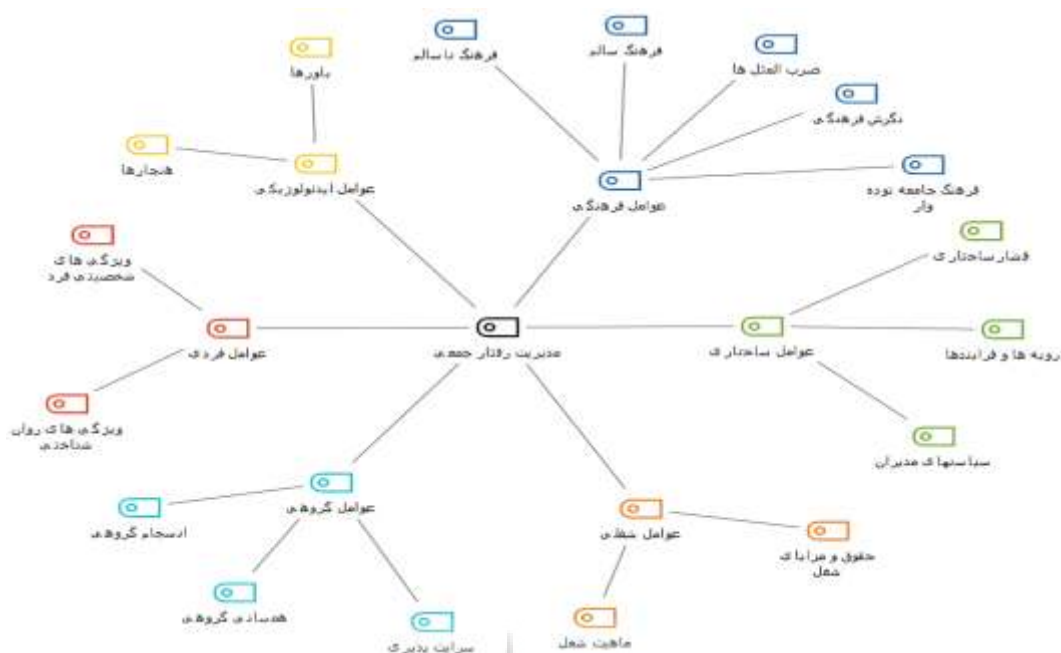 فرهنگ ناسالم
فرهنگ سالم
ضرب المثل ها
نگرش فرهنگی
فرهنگ جامعه توده
وار
عوامل فرهنگی
باورها
هنجارها
عوامل ایدئولوژیکی
فشار ساختاری
رویه ها و فرایندها
سیاستهای مدیران
عوامل ساختاری
مدیریت رفتار جمعی
عوامل فردی
ویژگی های
شخصیتی فرد
ویژگی های روان
شناختی
عوامل گروهی
انسجام گروهی
همسانی گروهی
سرایت پذیری
عوامل شغلی
حقوق و مزایای
شغل
ماهیت شغل